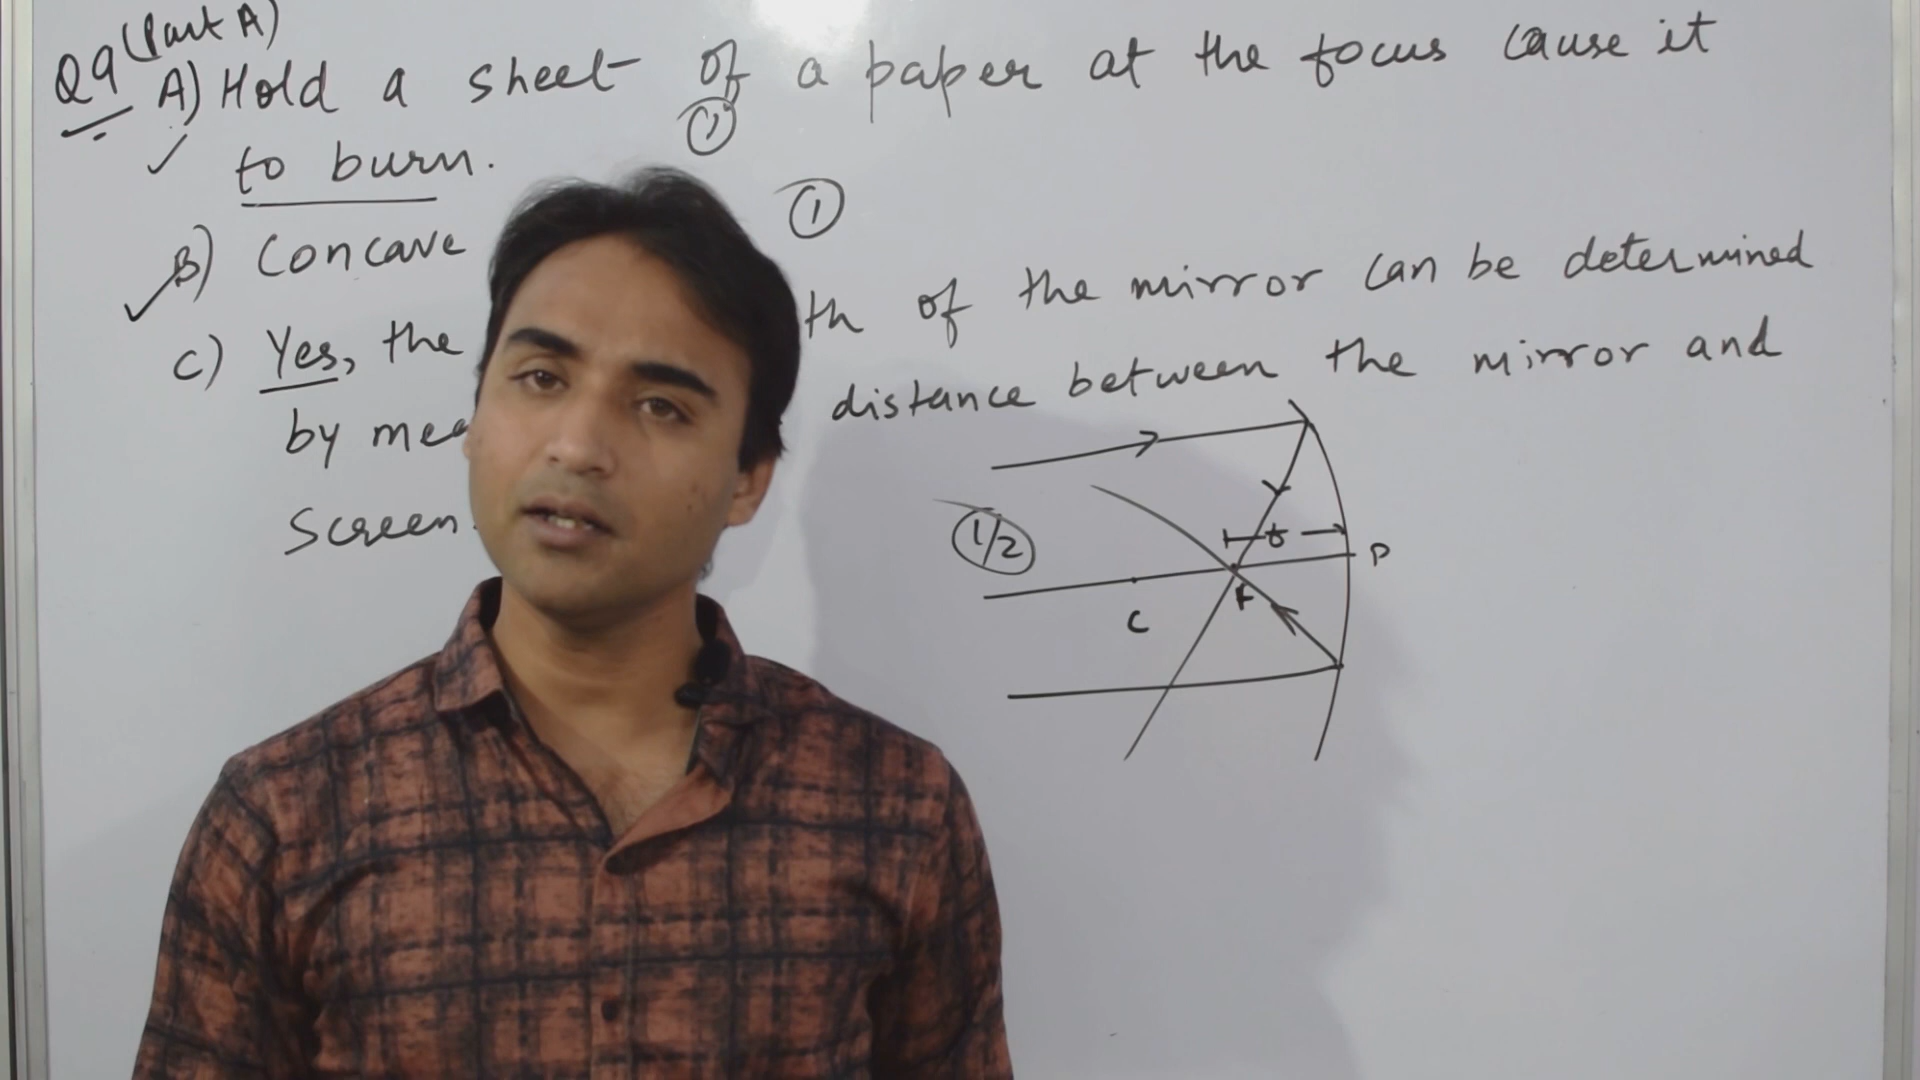 Q9 (Part A)
A) Hold a sheet of a paper at the focus cause it
to burn. 1
B) Concave 1
C) Yes, the th of the mirror can be determined
by mea distance between the mirror and
Screen. 1/2
P
F
C